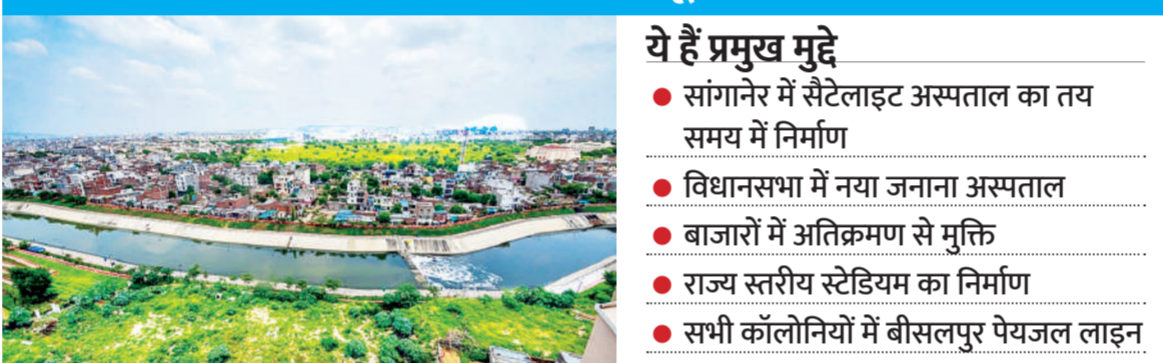 ये हैं प्रमुख मुद्दे
सांगानेर में सैटेलाइट अस्पताल का तय
समय में निर्माण
विधानसभा में नया जनाना अस्पताल
बाजारों में अतिक्रमण से मुक्ति
राज्य स्तरीय स्टेडियम का निर्माण
सभी कॉलोनियों में बीसलपुर पेयजल लाइन